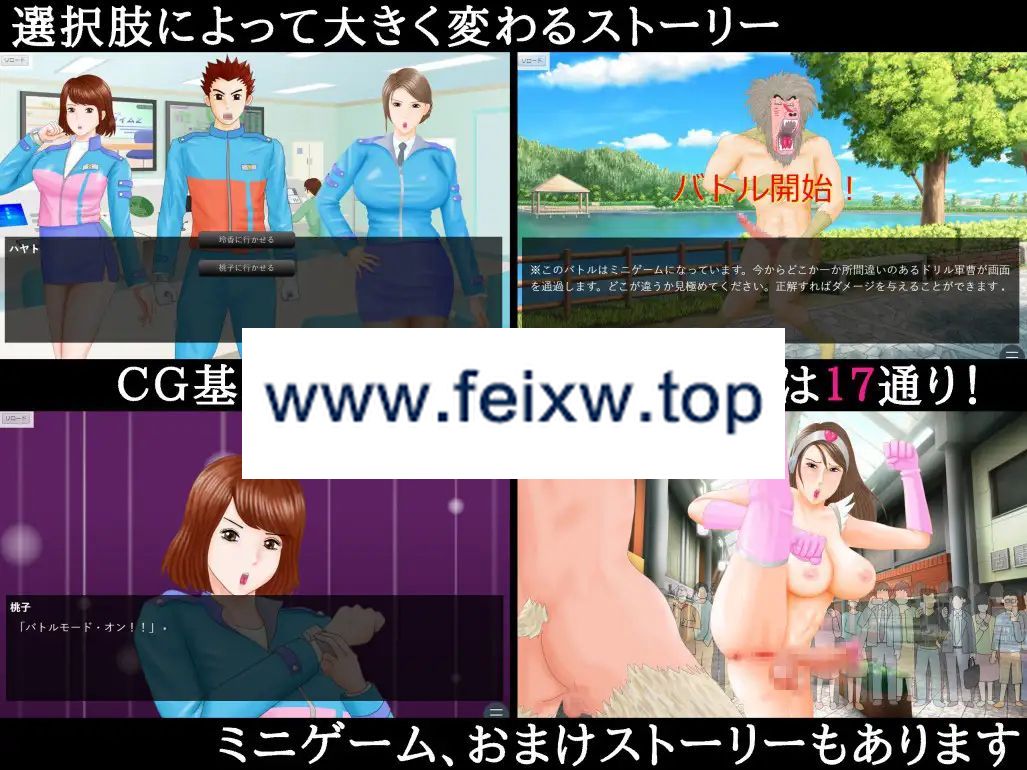 選択肢によって大きく変わるストーリー
リロード
リロード
ハヤト
玲香に行かせる
桃子に行かせる
バトル開始！
※このバトルはミニゲームになっています。今からどこか一か所間違いのあるドリル軍曹が画面
を通過します。どこが違うか見極めてください。正解すればダメージを与えることができます.
CG基
は17通り！
www.feixw.top
リロード
桃子
「バトルモード・オン！！」.
ミニゲーム、おまけストーリーもあります